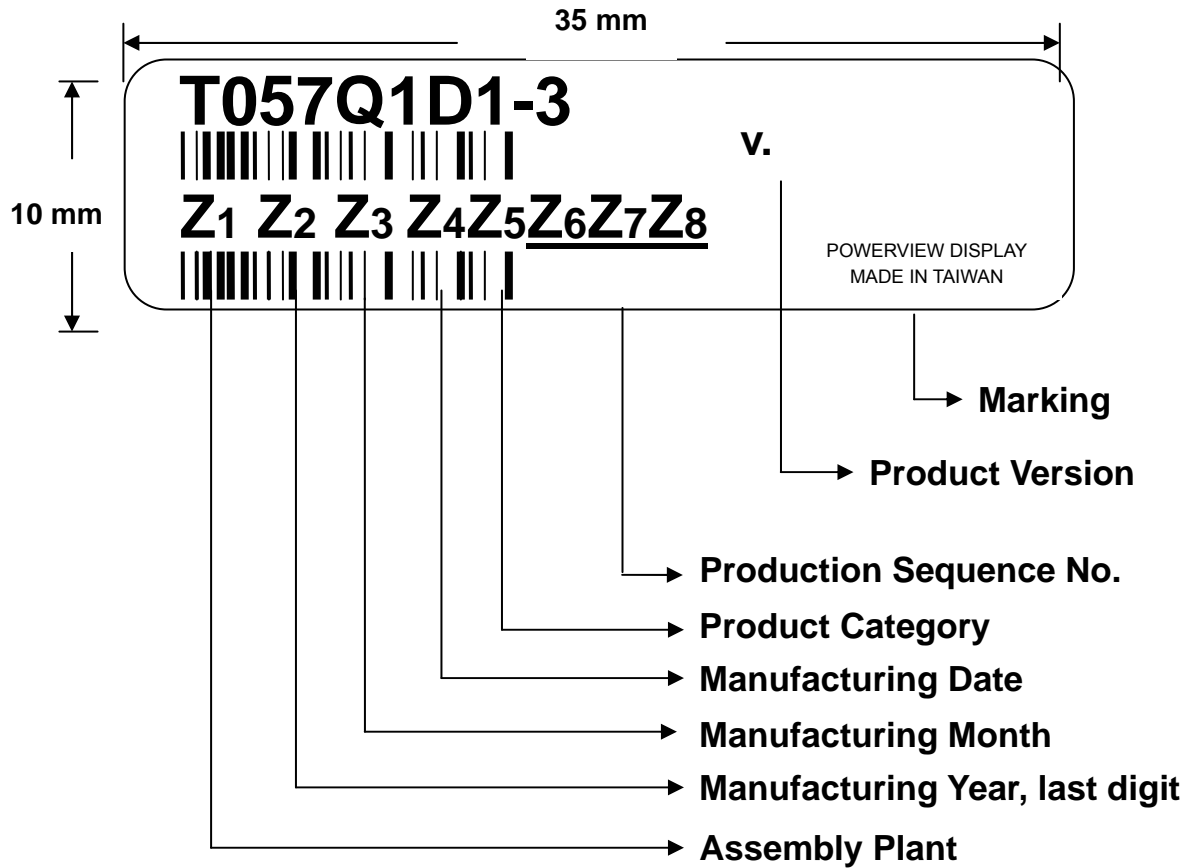 35 mm
T057Q1D1-3
v.
10 mm
Z1 Z2 Z3 Z4Z5Z6Z7Z8
POWERVIEW DISPLAY
MADE IN TAIWAN
Marking
Product Version
Production Sequence No.
Product Category
Manufacturing Date
Manufacturing Month
Manufacturing Year, last digit
Assembly Plant